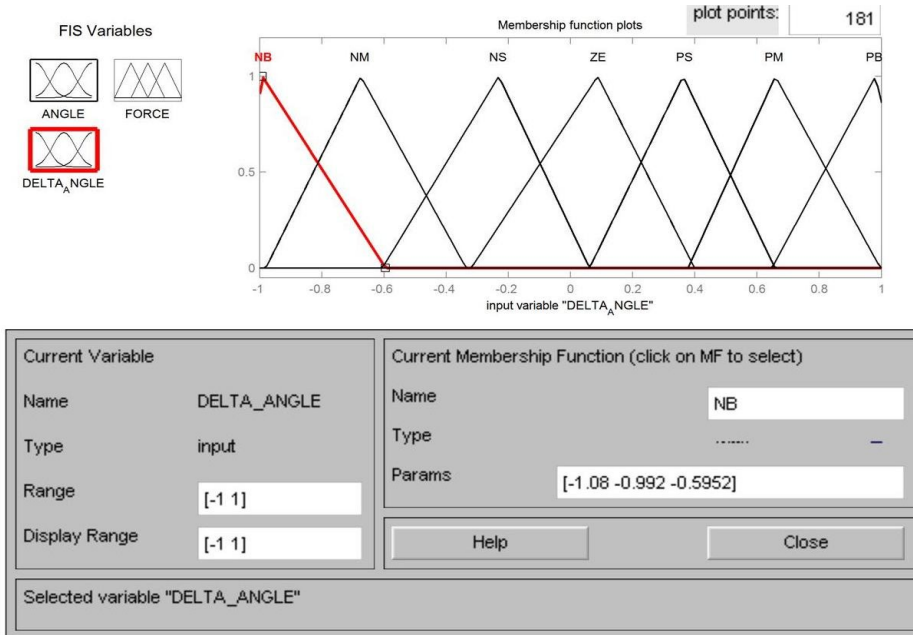 FIS Variables
ANGLE
FORCE
DELTA_ANGLE
Membership function plots
plot points:
181
NB NM NS ZE PS PM PB
1
0.5
0
-1 -0.8 -0.6 -0.4 -0.2 0 0.2 0.4 0.6 0.8 1
input variable "DELTA_ANGLE"
Current Variable
Name DELTA_ANGLE
Type input
Range [-1 1]
Display Range [-1 1]
Current Membership Function (click on MF to select)
Name NB
Type
Params [-1.08 -0.992 -0.5952]
Help Close
Selected variable "DELTA_ANGLE"